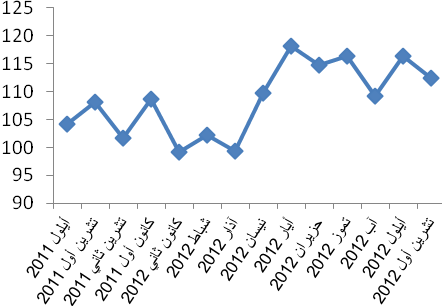 125
120
115
110
105
100
95
90
أيلول 2011
تشرين أول 2011
تشرين ثاني 2011
كانون أول 2011
كانون ثاني 2012
شباط 2012
آذار 2012
نيسان 2012
أيار 2012
حزيران 2012
تموز 2012
آب 2012
أيلول 2012
تشرين أول 2012